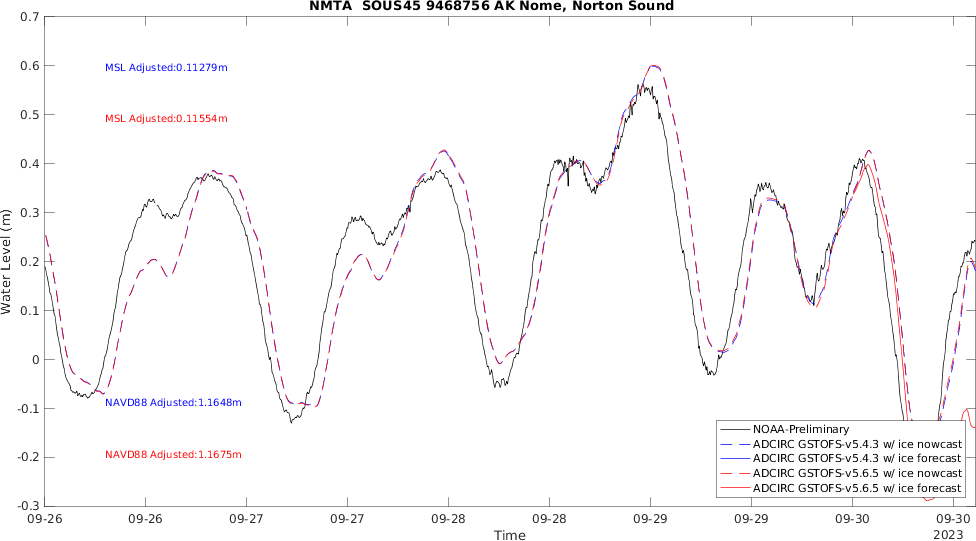 NMTA SOUS45 9468756 AK Nome, Norton Sound
Water Level (m)
0.7
0.6
0.5
0.4
0.3
0.2
0.1
0
-0.1
-0.2
-0.3
MSL Adjusted:0.11279m
MSL Adjusted:0.11554m
NAVD88 Adjusted:1.1648m
NAVD88 Adjusted:1.1675m
NOAA-Preliminary
ADCIRC GSTOFS-v5.4.3 w/ ice nowcast
ADCIRC GSTOFS-v5.4.3 w/ ice forecast
ADCIRC GSTOFS-v5.6.5 w/ ice nowcast
ADCIRC GSTOFS-v5.6.5 w/ ice forecast
09-26 09-26 09-27 09-27 09-28 09-28 09-29 09-29 09-30 09-30
2023
Time